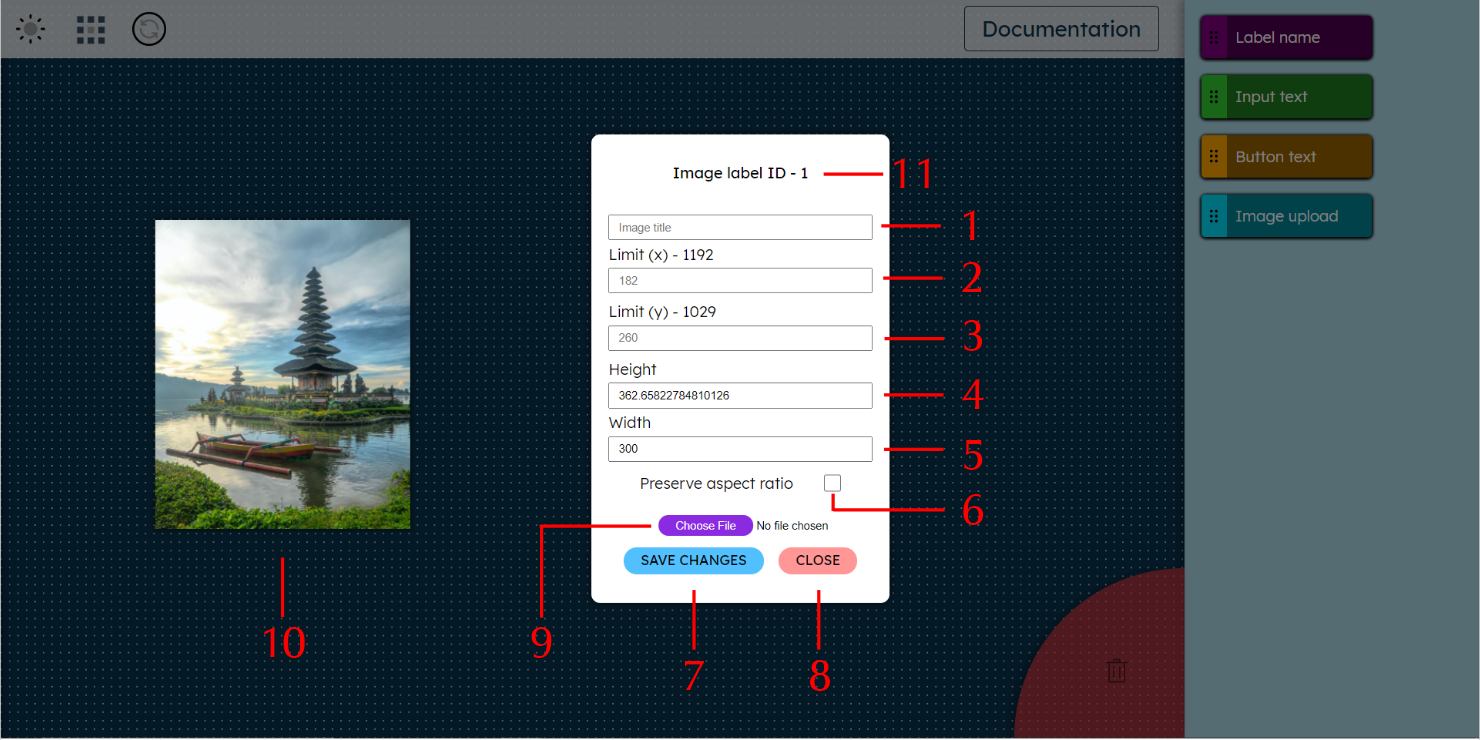 Documentation
Label name
Input text
Button text
Image upload
Image label ID - 1
11
Image title
1
Limit (x) - 1192
182
2
Limit (y) - 1029
260
3
Height
362.65822784810126
4
Width
300
5
Preserve aspect ratio
6
9
Choose File No file chosen
SAVE CHANGES CLOSE
10
7
8